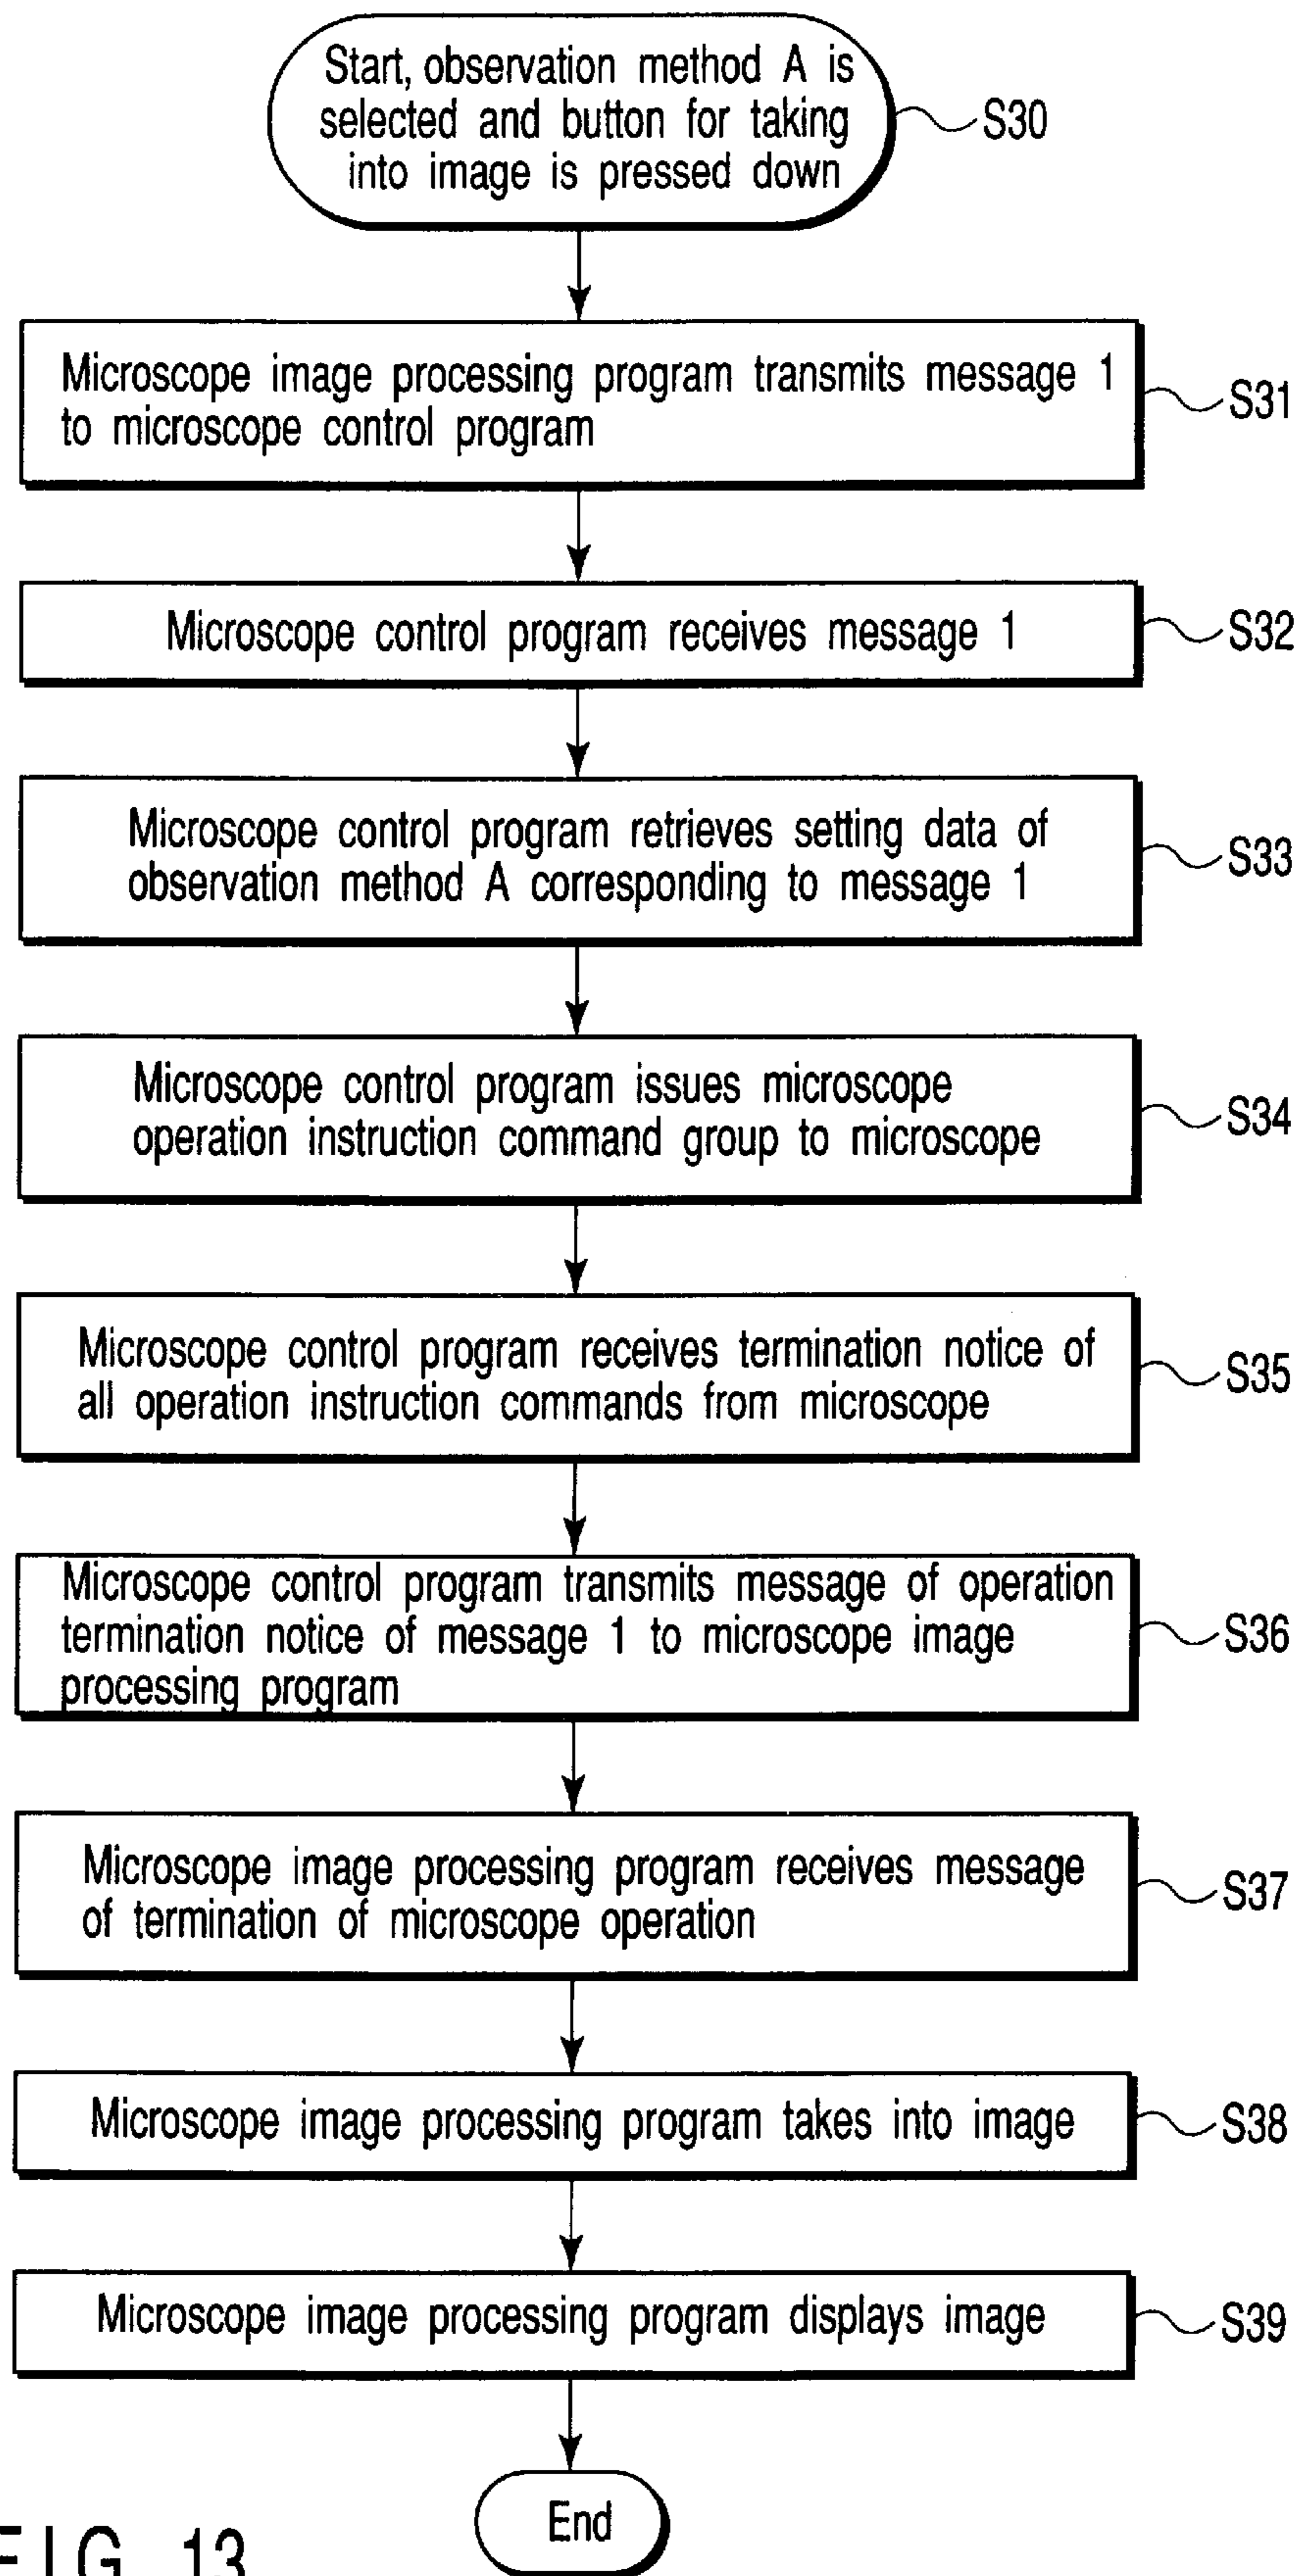 Start, observation method A is
selected and button for taking
into image is pressed down
S30
Microscope image processing program transmits message 1
to microscope control program
S31
Microscope control program receives message 1
S32
Microscope control program retrieves setting data of
observation method A corresponding to message 1
S33
Microscope control program issues microscope
operation instruction command group to microscope
S34
Microscope control program receives termination notice of
all operation instruction commands from microscope
S35
Microscope control program transmits message of operation
termination notice of message 1 to microscope image
processing program
S36
Microscope image processing program receives message
of termination of microscope operation
S37
Microscope image processing program takes into image
S38
Microscope image processing program displays image
S39
End
FIG. 13